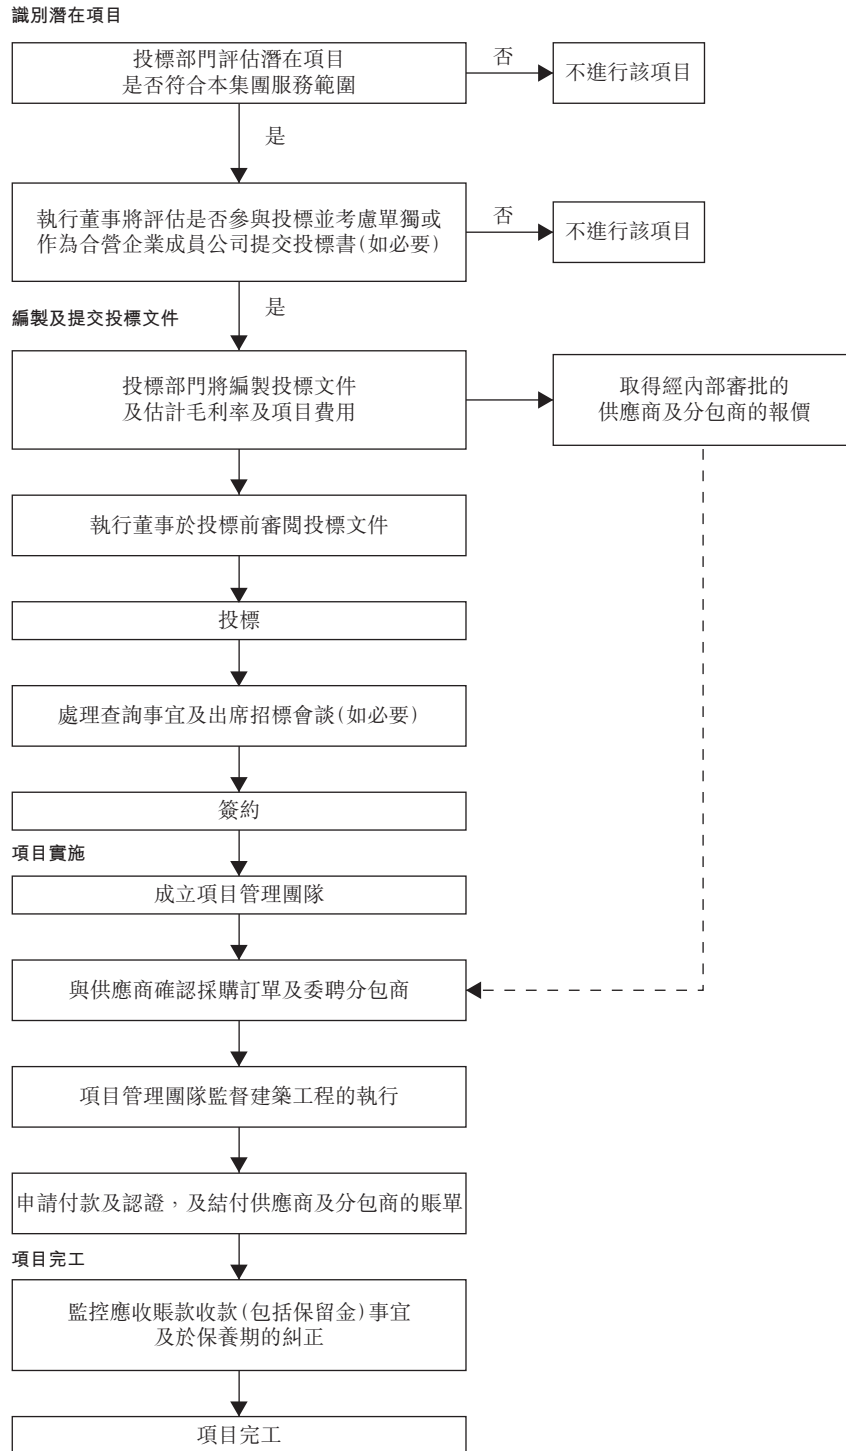 識別潛在項目
投標部門評估潛在項目
是否符合本集團服務範圍
否
不進行該項目
是
執行董事將評估是否參與投標並考慮單獨或
作為合營企業成員公司提交投標書(如必要)
否
不進行該項目
是
編製及提交投標文件
投標部門將編製投標文件
及估計毛利率及項目費用
取得經內部審批的
供應商及分包商的報價
執行董事於投標前審閱投標文件
投標
處理查詢事宜及出席招標會談(如必要)
簽約
項目實施
成立項目管理團隊
與供應商確認採購訂單及委聘分包商
項目管理團隊監督建築工程的執行
申請付款及認證，及結付供應商及分包商的賬單
項目完工
監控應收賬款收款(包括保留金)事宜
及於保養期的糾正
項目完工